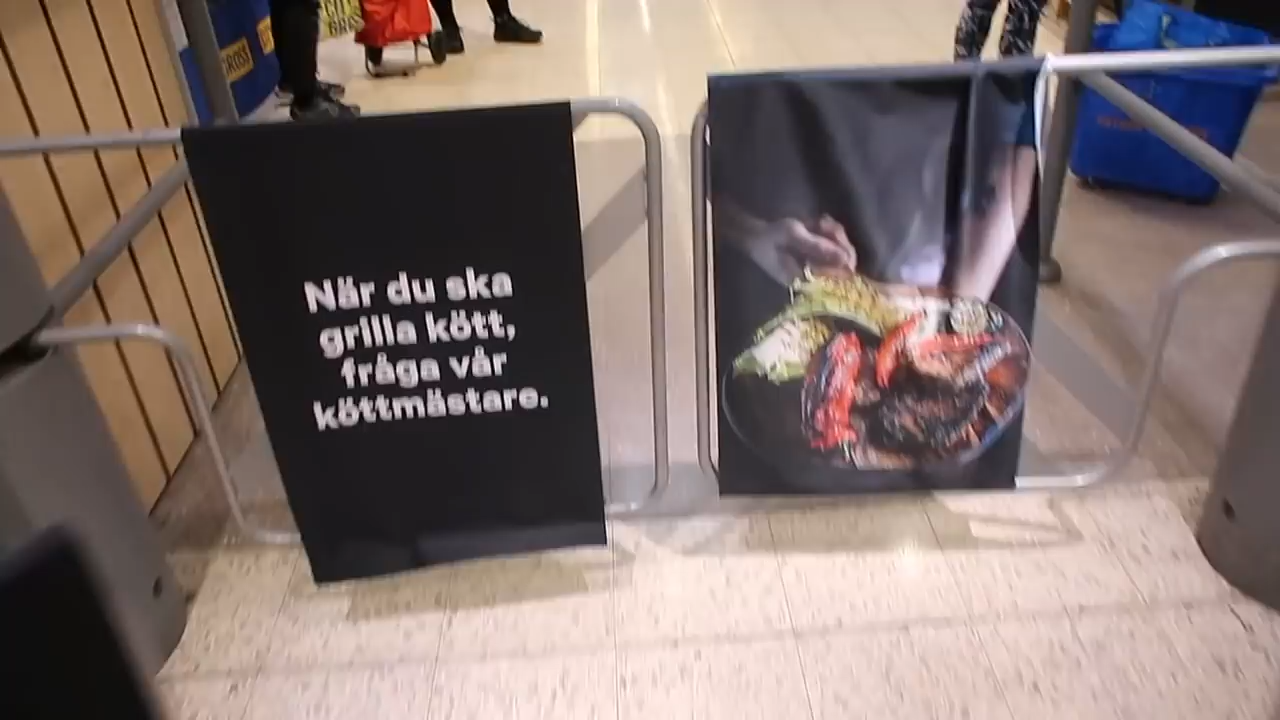 När du ska
grilla kött,
fråga vår
köttmästare.